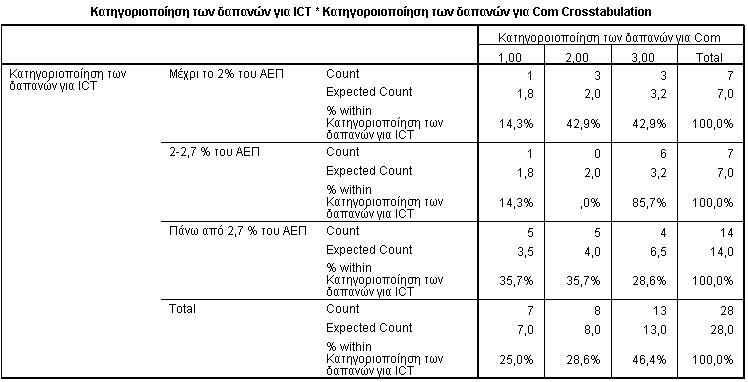 Κατηγοριοποίηση των δαπανών για ICT * Κατηγοροιοποίηση των δαπανών για Com Crosstabulation
Κατηγοροιοποίηση των δαπανών για Com
1,00 2,00 3,00 Total
Κατηγοριοποίηση των δαπανών για ICT
Μέχρι το 2% του ΑΕΠ Count 1 3 3 7
Expected Count 1,8 2,0 3,2 7,0
% within Κατηγοριοποίηση των δαπανών για ICT 14,3% 42,9% 42,9% 100,0%
2-2,7 % του ΑΕΠ Count 1 0 6 7
Expected Count 1,8 2,0 3,2 7,0
% within Κατηγοριοποίηση των δαπανών για ICT 14,3% ,0% 85,7% 100,0%
Πάνω από 2,7 % του ΑΕΠ Count 5 5 4 14
Expected Count 3,5 4,0 6,5 14,0
% within Κατηγοριοποίηση των δαπανών για ICT 35,7% 35,7% 28,6% 100,0%
Total Count 7 8 13 28
Expected Count 7,0 8,0 13,0 28,0
% within Κατηγοριοποίηση των δαπανών για ICT 25,0% 28,6% 46,4% 100,0%